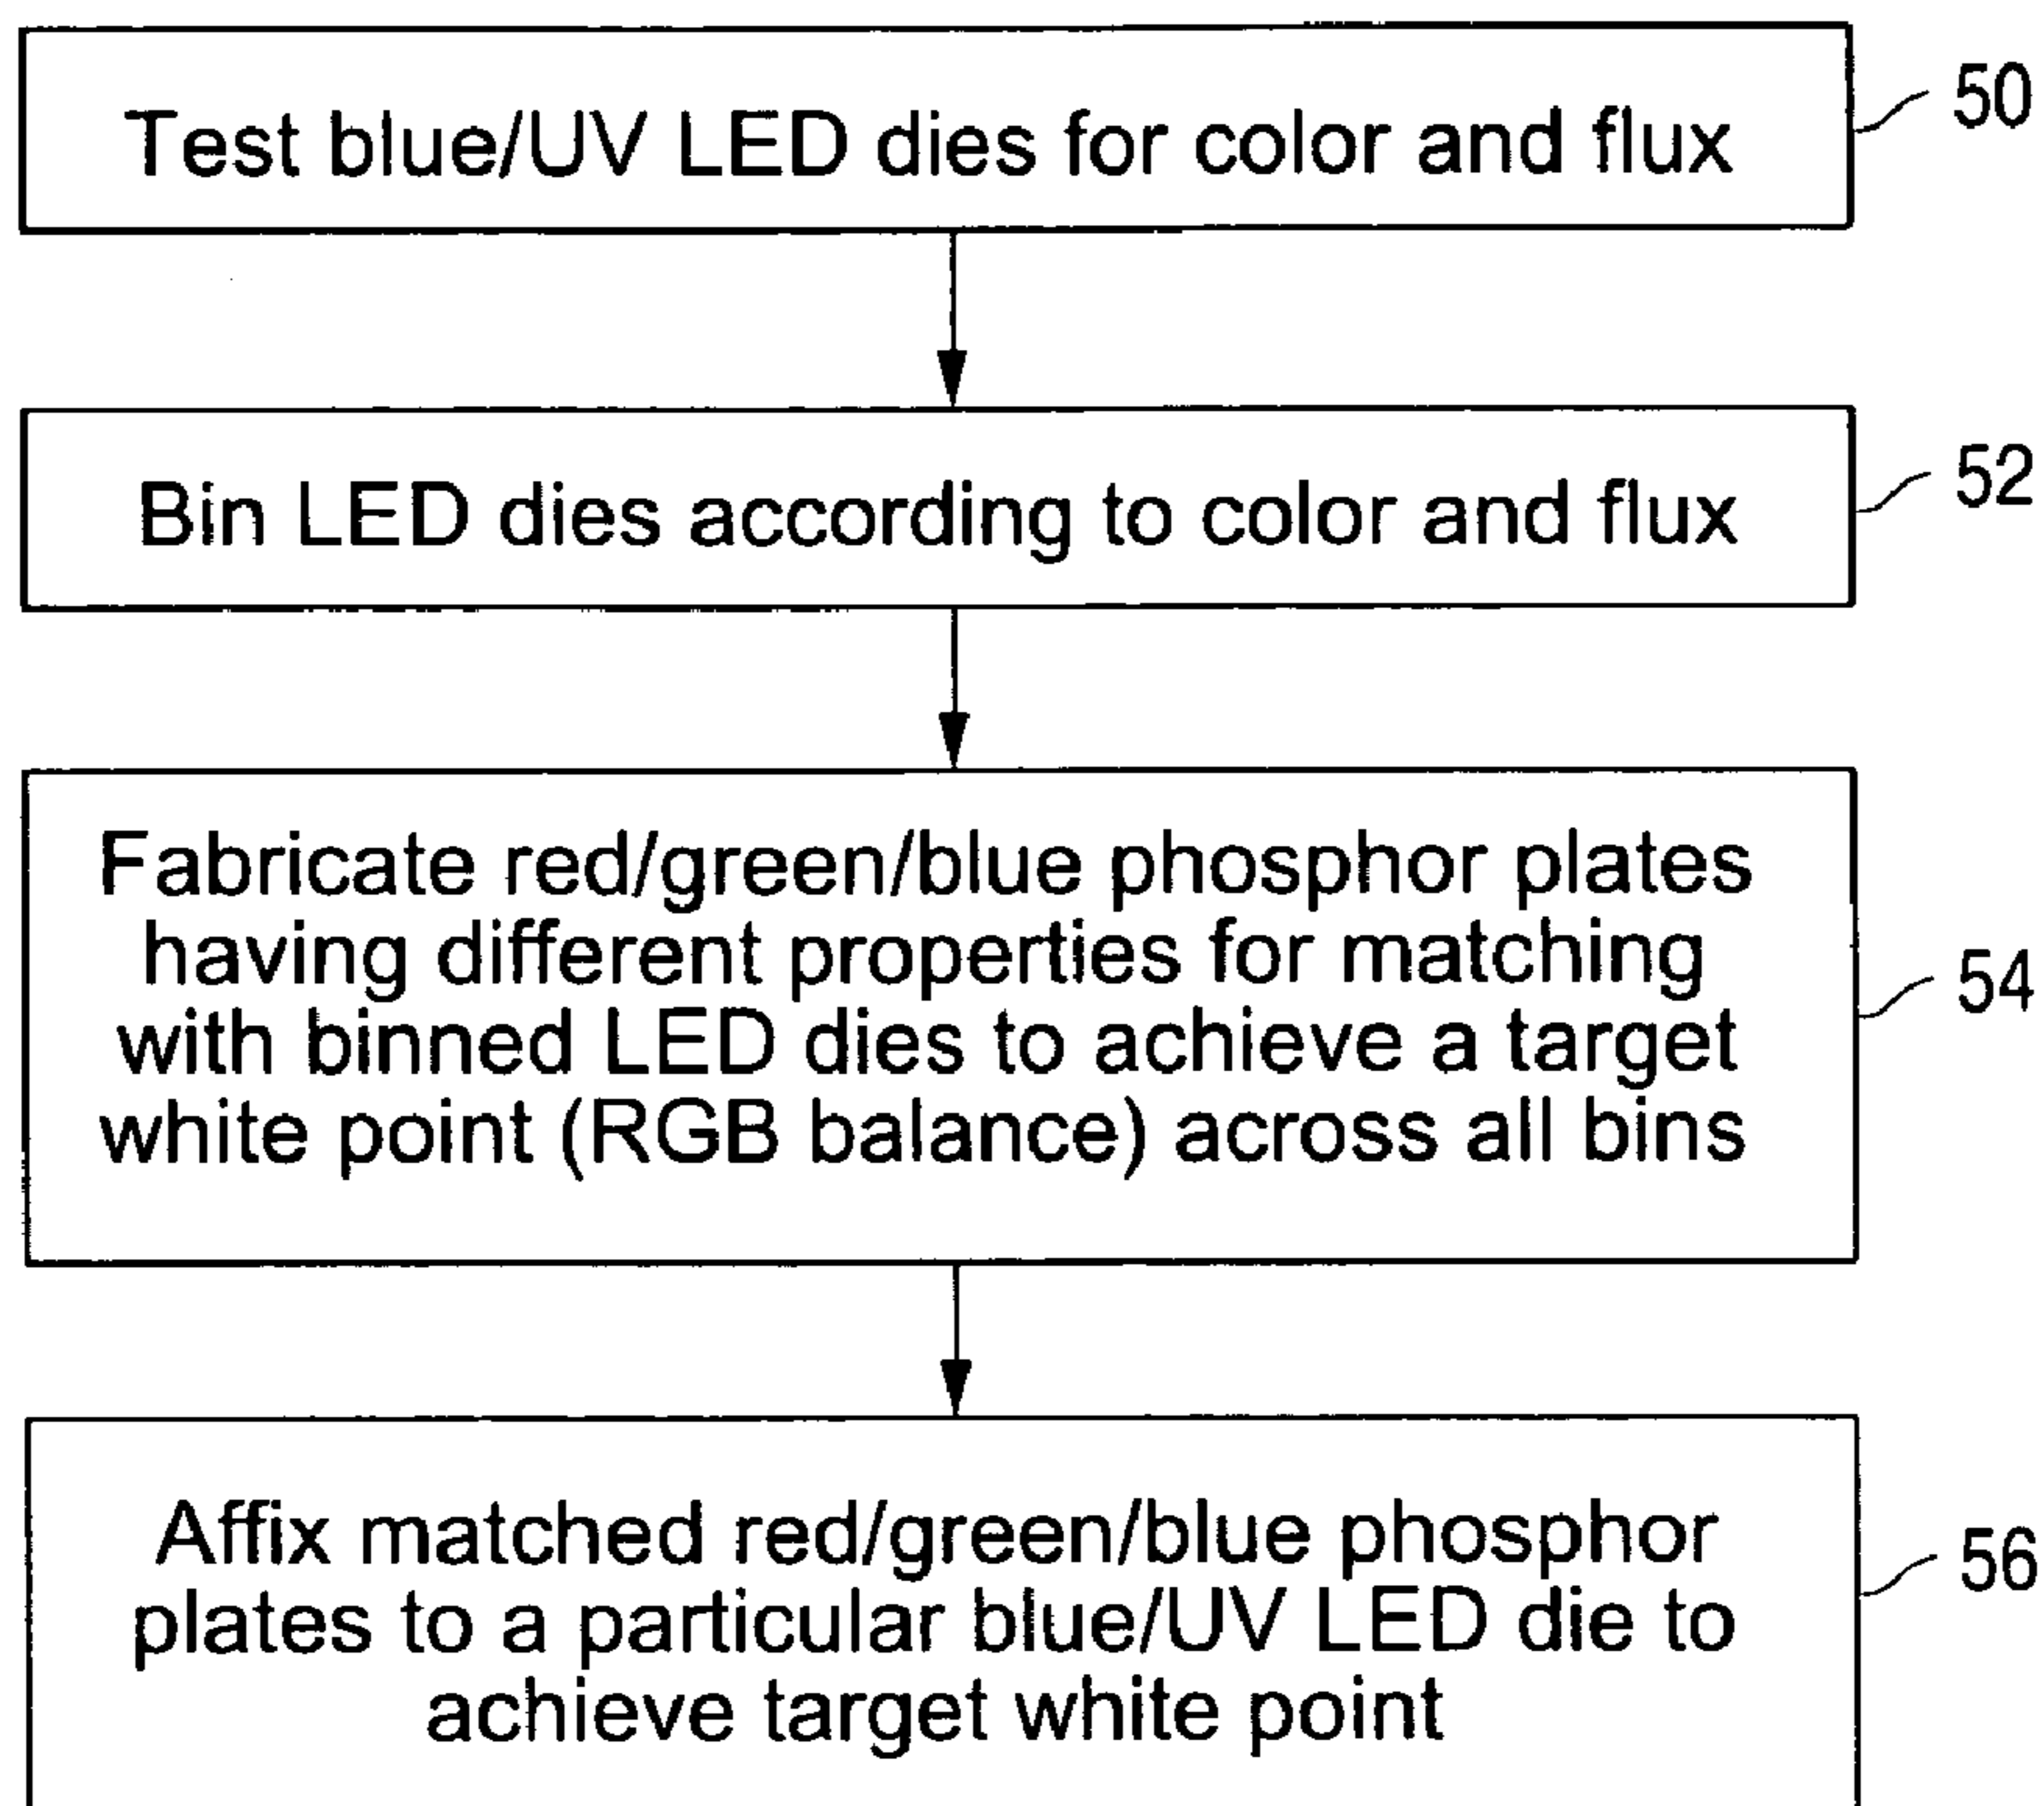 Test blue/UV LED dies for color and flux
50
Bin LED dies according to color and flux
52
Fabricate red/green/blue phosphor plates
having different properties for matching
with binned LED dies to achieve a target
white point (RGB balance) across all bins
54
Affix matched red/green/blue phosphor
plates to a particular blue/UV LED die to
achieve target white point
56